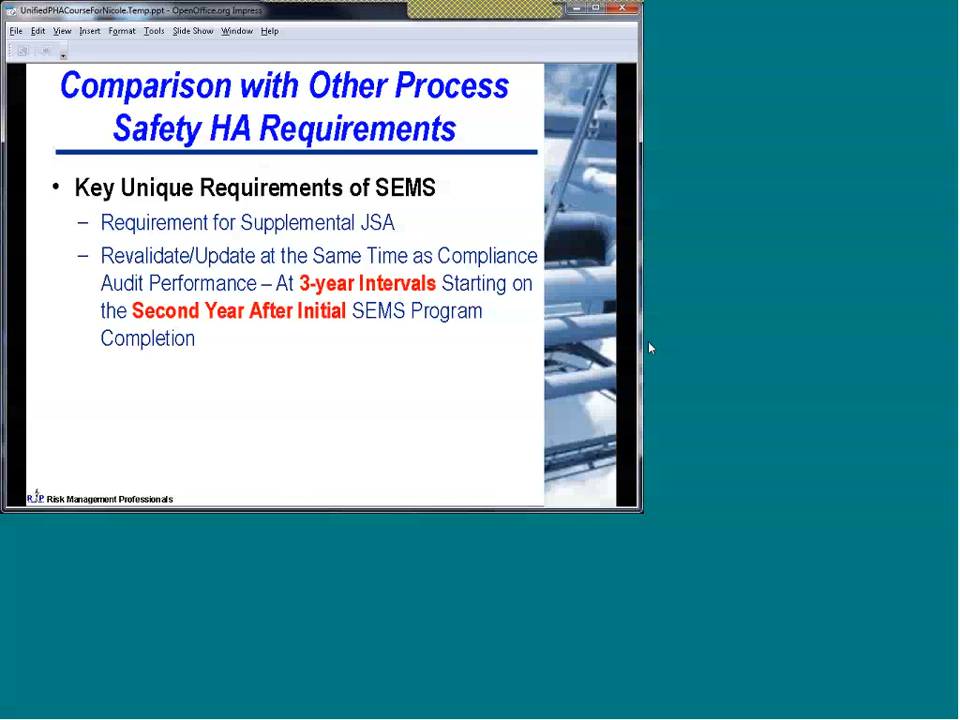 UnifiedPHACourseForNicole.Temp.ppt - OpenOffice.org Impress
File Edit View Insert Format Tools Slide Show Window Help
Comparison with Other Process
Safety HA Requirements
• Key Unique Requirements of SEMS
– Requirement for Supplemental JSA
– Revalidate/Update at the Same Time as Compliance
Audit Performance – At 3-year Intervals Starting on
the Second Year After Initial SEMS Program
Completion
Risk Management Professionals